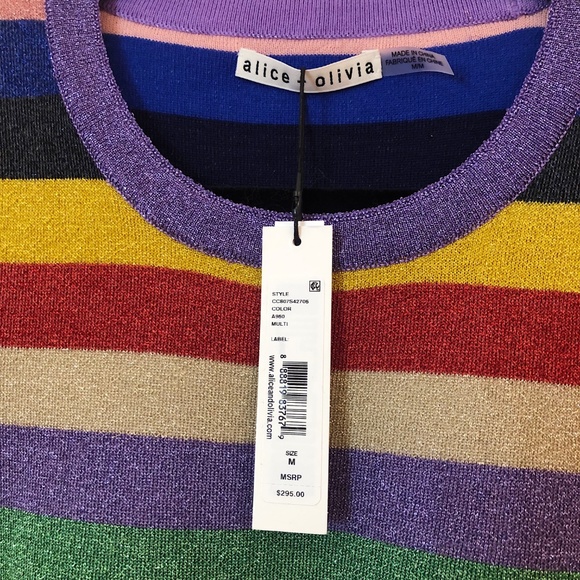 alice + olivia
MADE IN CHINA
FABRIQUÉ EN CHINE
M/M
STYLE
CC807S42706
COLOR
A960
MULTI
LABEL:
www.aliceandolivia.com
SIZE
M
MSRP
$295.00